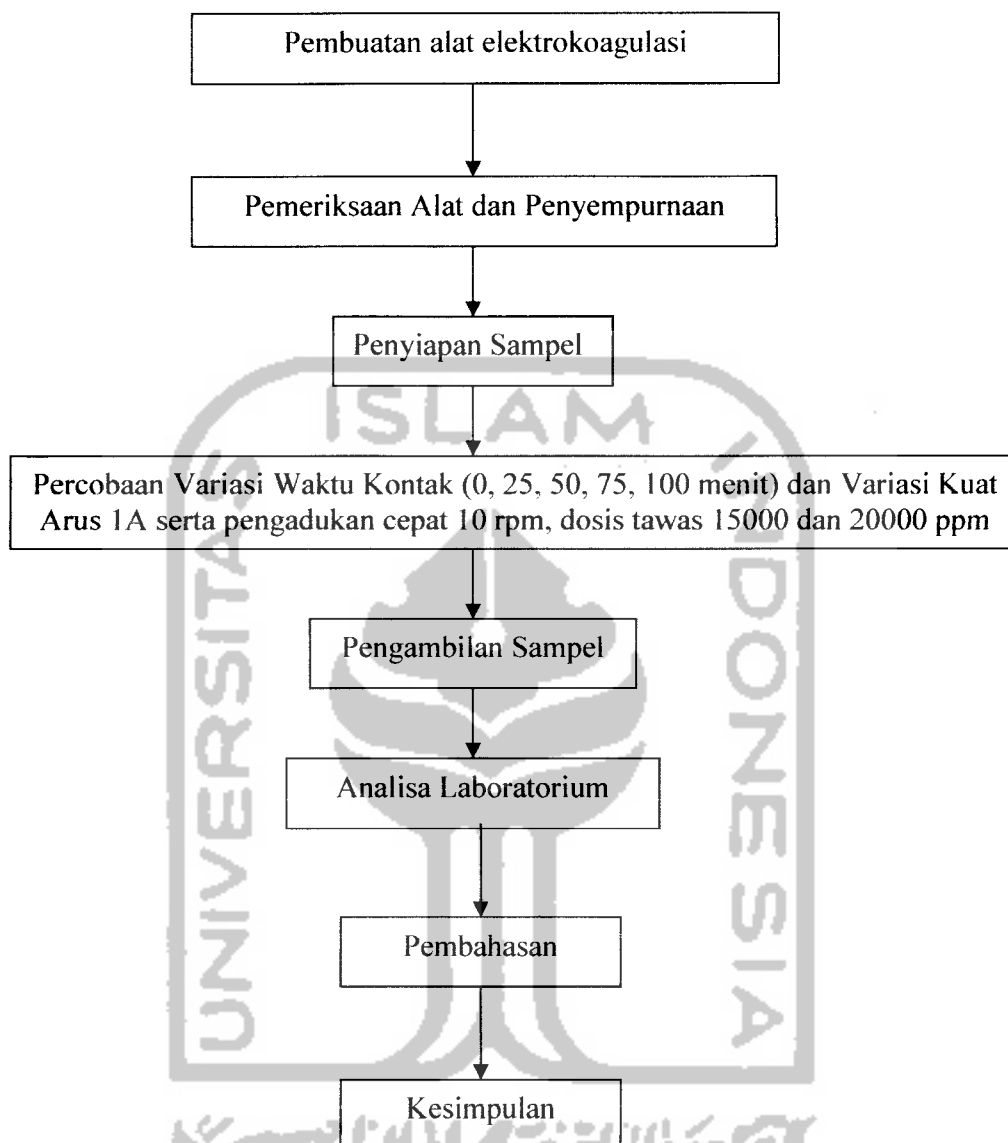 Pembuatan alat elektrokoagulasi
Pemeriksaan Alat dan Penyempurnaan
Penyiapan Sampel
ISLAM
UNIVERSITAS
INDONESIA
Percobaan Variasi Waktu Kontak (0, 25, 50, 75, 100 menit) dan Variasi Kuat
Arus 1A serta pengadukan cepat 10 rpm, dosis tawas 15000 dan 20000 ppm
Pengambilan Sampel
Analisa Laboratorium
Pembahasan
Kesimpulan